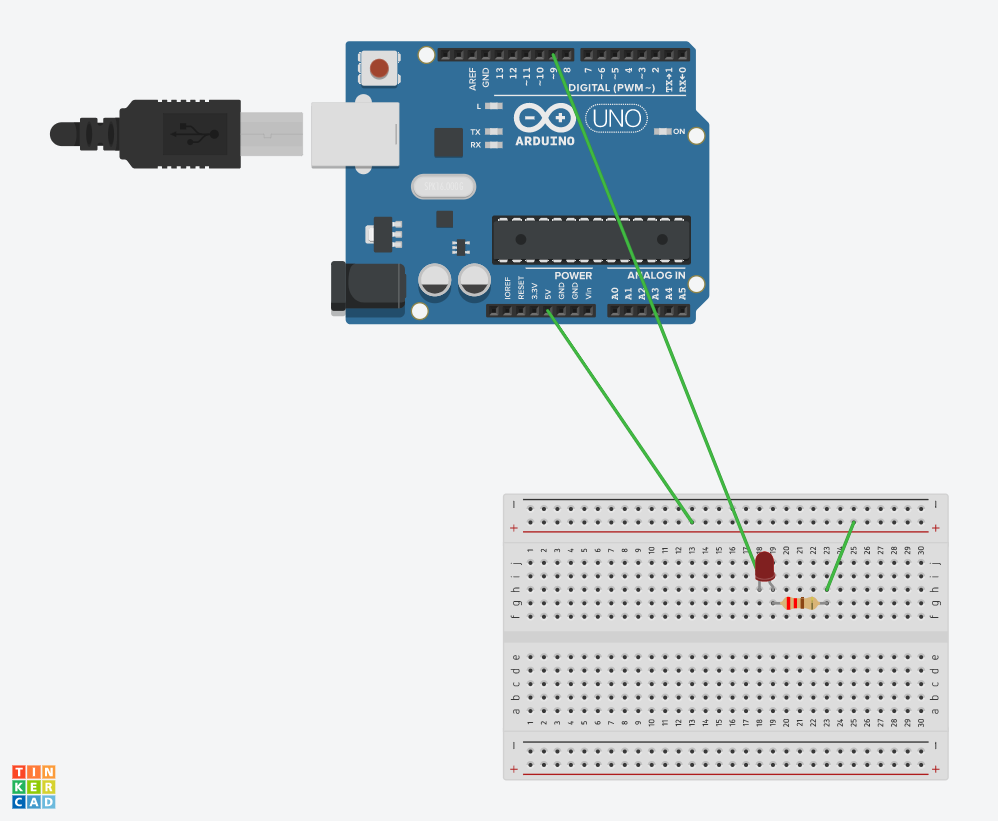 AREF GND 13 12 ~11 ~10 ~9 8 7 ~6 ~5 4 ~3 2 TX→1 RX←0
DIGITAL (PWM ~)
L
TX
RX
UNO
ON
ARDUINO
POWER
ANALOG IN
IOREF RESET 3.3V 5V GND GND Vin A0 A1 A2 A3 A4 A5
− −
+ +
1 2 3 4 5 6 7 8 9 10 11 12 13 14 15 16 17 18 19 20 21 22 23 24 25 26 27 28 29 30
j j
i i
h h
g g
f f
e e
d d
c c
b b
a a
1 2 3 4 5 6 7 8 9 10 11 12 13 14 15 16 17 18 19 20 21 22 23 24 25 26 27 28 29 30
− −
+ +
TIN
KER
CAD